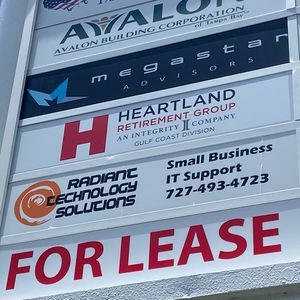 AVALON
AVALON BUILDING CORPORATION
of Tampa Bay
megastar
ADVISORS
H HEARTLAND
RETIREMENT GROUP
AN INTEGRITY COMPANY
GULF COAST DIVISION
RADIANT
TECHNOLOGY
SOLUTIONS
Small Business
IT Support
727-493-4723
FOR LEASE